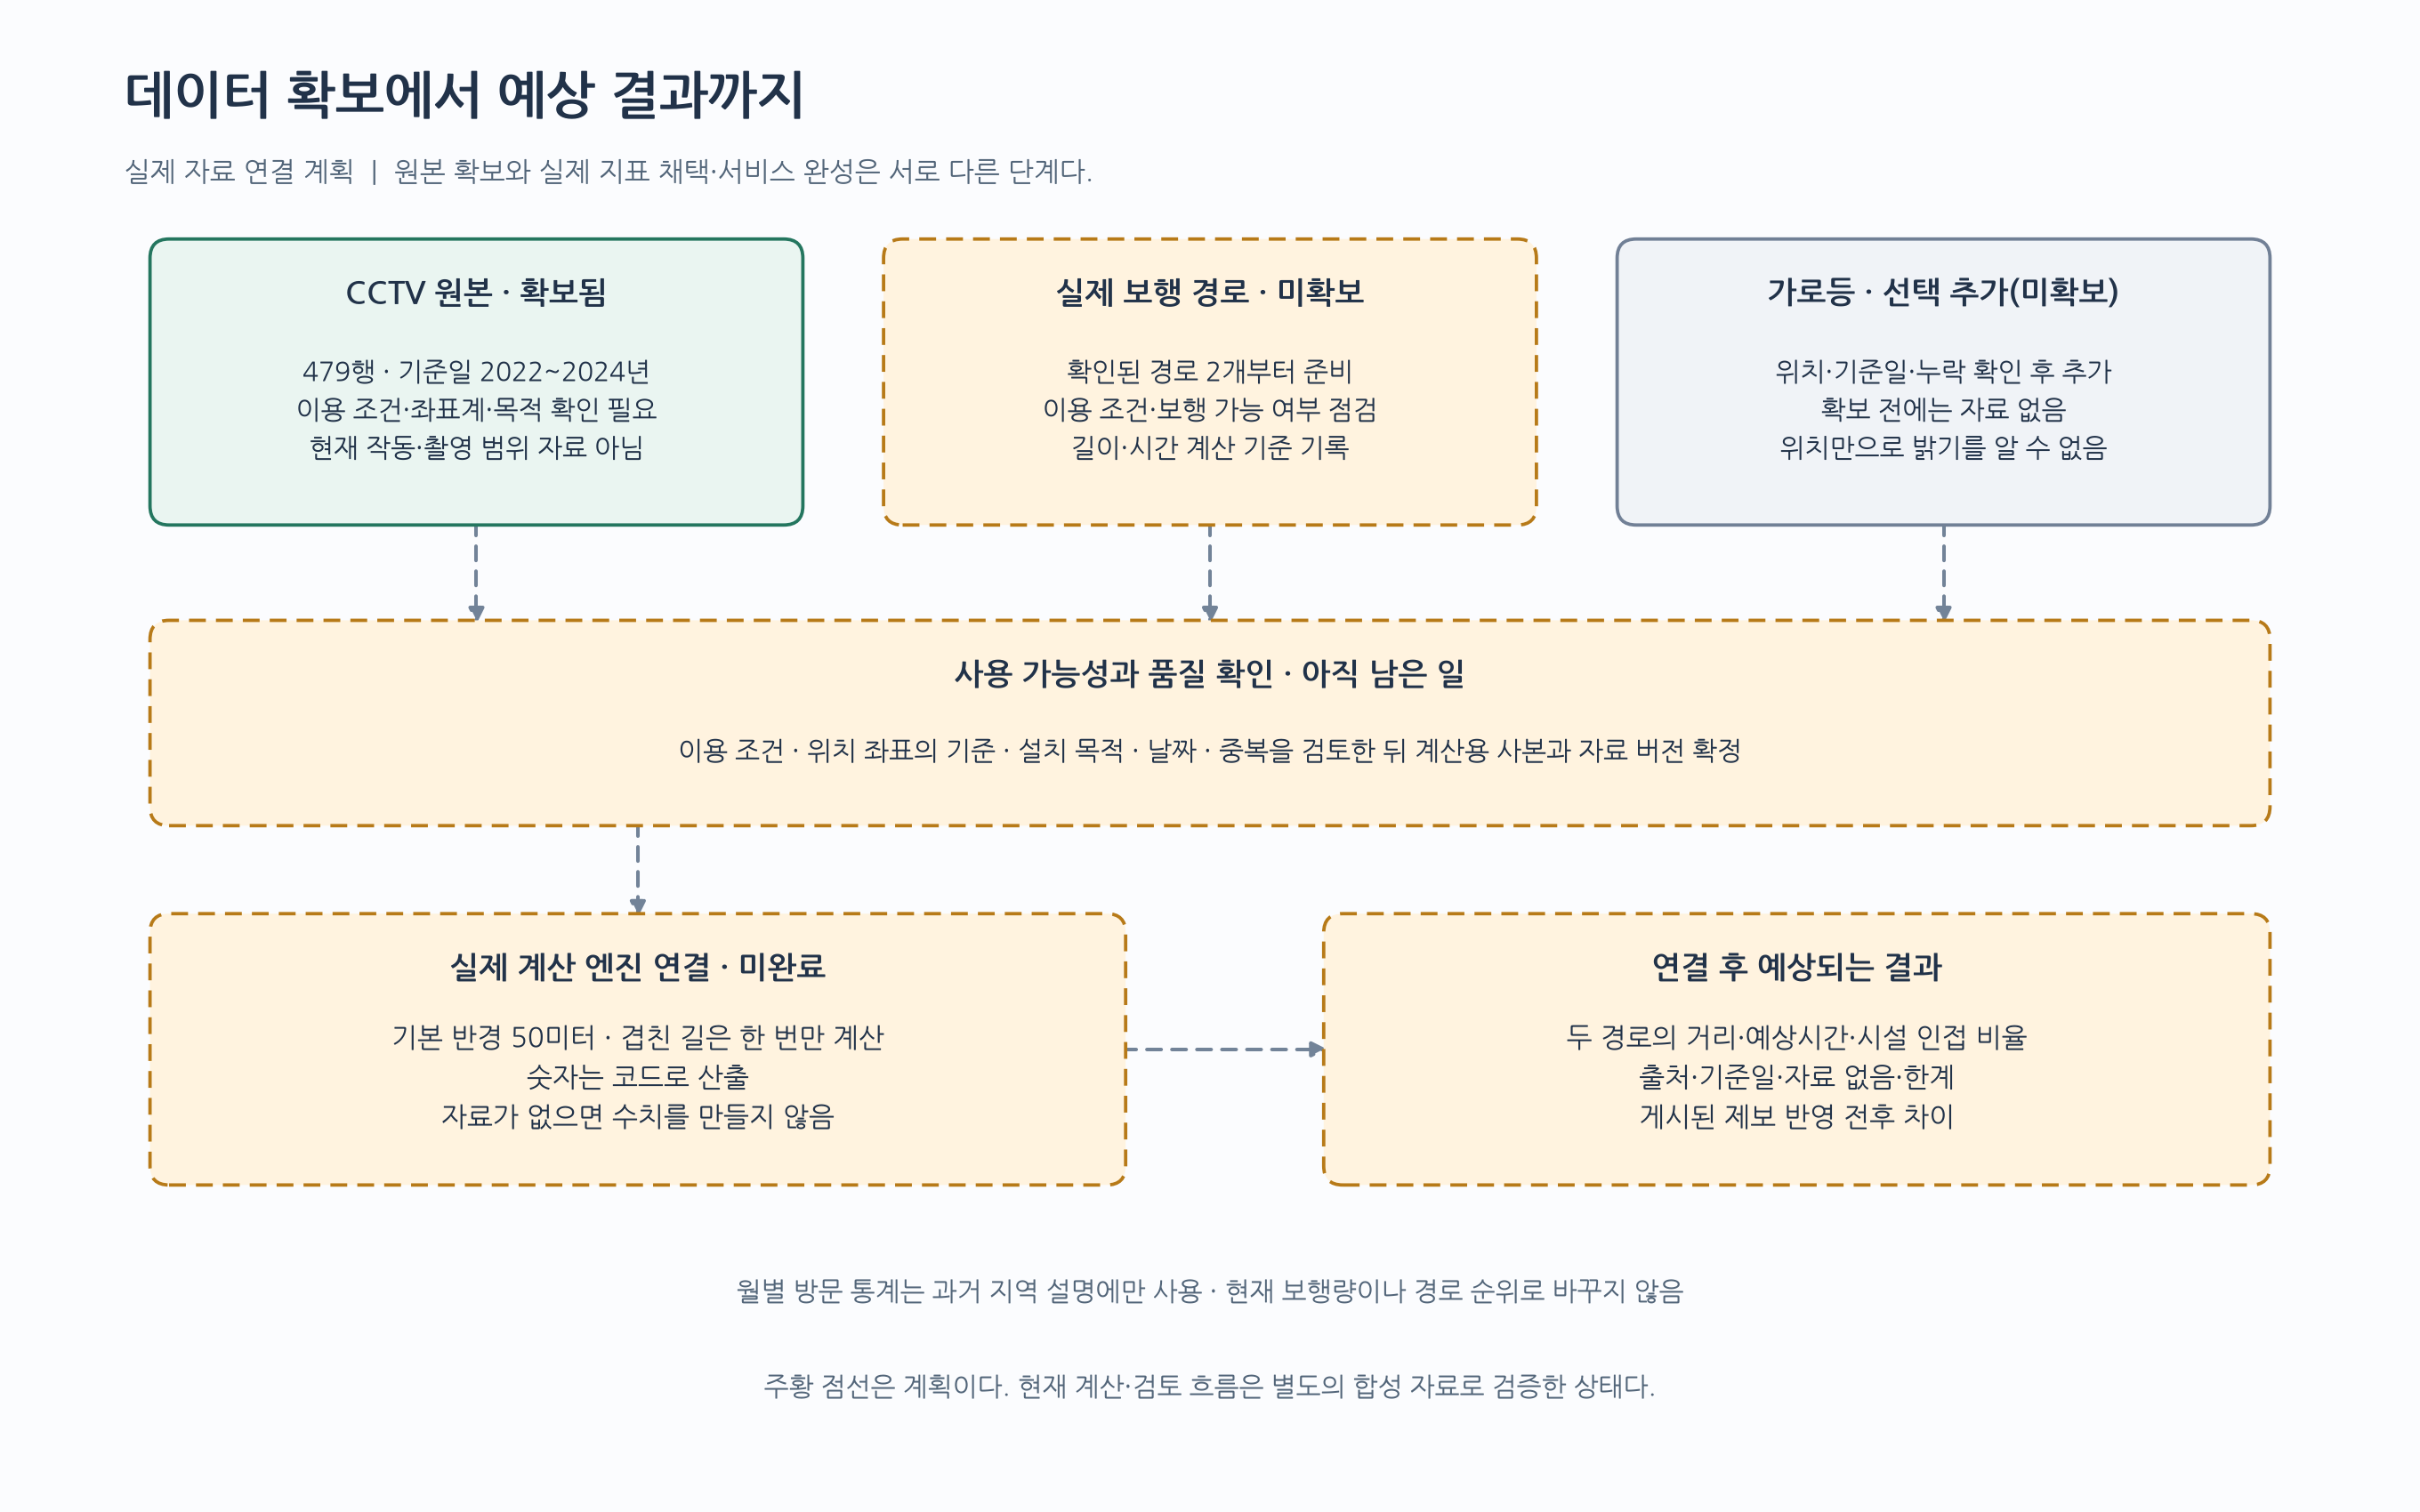 데이터 확보에서 예상 결과까지
실제 자료 연결 계획 | 원본 확보와 실제 지표 채택·서비스 완성은 서로 다른 단계다.
CCTV 원본 · 확보됨
479행 · 기준일 2022~2024년
이용 조건·좌표계·목적 확인 필요
현재 작동·촬영 범위 자료 아님
실제 보행 경로 · 미확보
확인된 경로 2개부터 준비
이용 조건·보행 가능 여부 점검
길이·시간 계산 기준 기록
가로등 · 선택 추가(미확보)
위치·기준일·누락 확인 후 추가
확보 전에는 자료 없음
위치만으로 밝기를 알 수 없음
사용 가능성과 품질 확인 · 아직 남은 일
이용 조건 · 위치 좌표의 기준 · 설치 목적 · 날짜 · 중복을 검토한 뒤 계산용 사본과 자료 버전 확정
실제 계산 엔진 연결 · 미완료
기본 반경 50미터 · 겹친 길은 한 번만 계산
숫자는 코드로 산출
자료가 없으면 수치를 만들지 않음
연결 후 예상되는 결과
두 경로의 거리·예상시간·시설 인접 비율
출처·기준일·자료 없음·한계
게시된 제보 반영 전후 차이
월별 방문 통계는 과거 지역 설명에만 사용 · 현재 보행량이나 경로 순위로 바꾸지 않음
주황 점선은 계획이다. 현재 계산·검토 흐름은 별도의 합성 자료로 검증한 상태다.